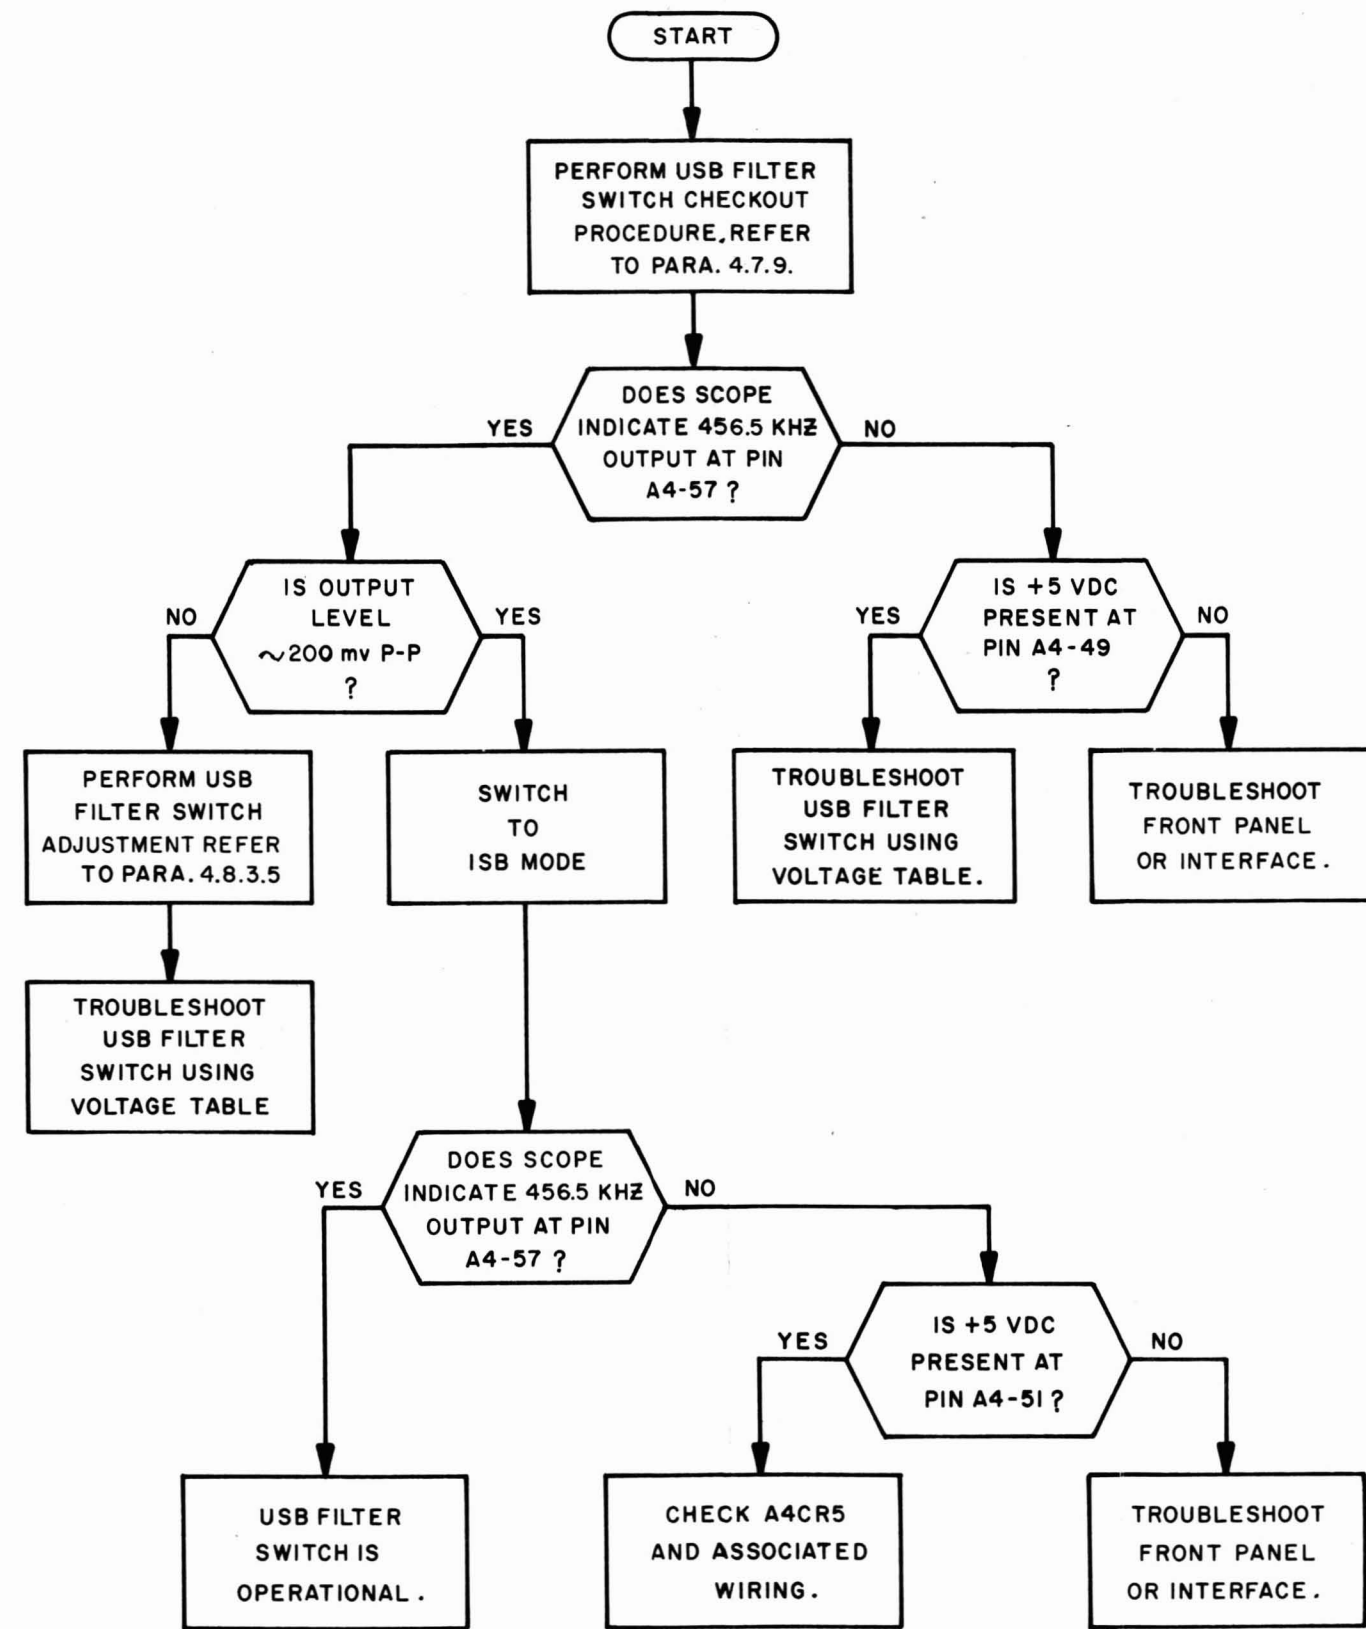 START
PERFORM USB FILTER
SWITCH CHECKOUT
PROCEDURE, REFER
TO PARA. 4.7.9.
DOES SCOPE
INDICATE 456.5 KHZ
OUTPUT AT PIN
A4-57 ?
YES
NO
IS OUTPUT
LEVEL
~200 mv P-P
?
NO
YES
IS +5 VDC
PRESENT AT
PIN A4-49
?
YES
NO
PERFORM USB
FILTER SWITCH
ADJUSTMENT REFER
TO PARA. 4.8.3.5
SWITCH
TO
ISB MODE
TROUBLESHOOT
USB FILTER
SWITCH USING
VOLTAGE TABLE.
TROUBLESHOOT
FRONT PANEL
OR INTERFACE.
TROUBLESHOOT
USB FILTER
SWITCH USING
VOLTAGE TABLE
DOES SCOPE
INDICATE 456.5 KHZ
OUTPUT AT PIN
A4-57 ?
YES
NO
IS +5 VDC
PRESENT AT
PIN A4-51 ?
YES
NO
USB FILTER
SWITCH IS
OPERATIONAL.
CHECK A4CR5
AND ASSOCIATED
WIRING.
TROUBLESHOOT
FRONT PANEL
OR INTERFACE.